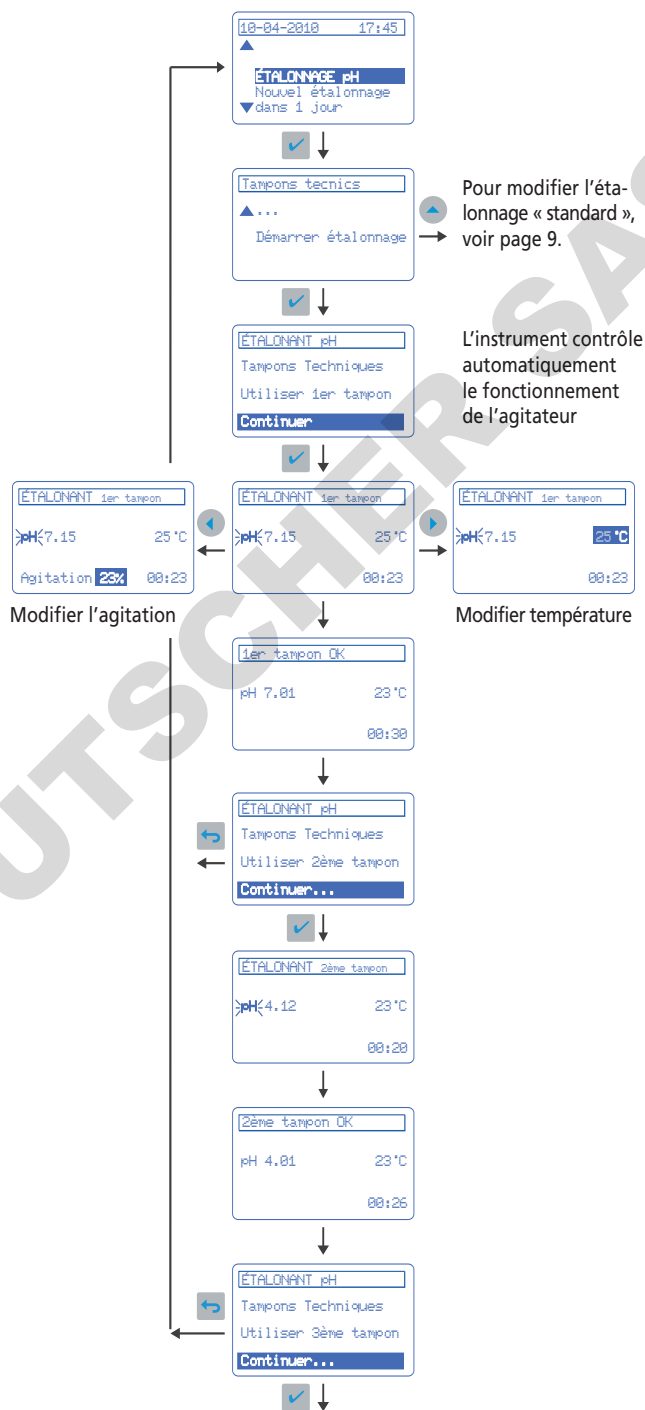 10-04-2010 17:45
ÉTALONNAGE pH
Nouvel étalonnage
dans 1 jour
Tampons tecnics
...
Démarrer étalonnage
Pour modifier l'éta-
lonnage « standard »,
voir page 9.
ÉTALONANT pH
Tampons Techniques
Utiliser 1er tampon
Continuer
L'instrument contrôle
automatiquement
le fonctionnement
de l'agitateur
ÉTALONANT 1er tampon
pH 7.15 25°C
Agitation 23% 00:23
Modifier l'agitation
ÉTALONANT 1er tampon
pH 7.15 25°C
00:23
ÉTALONANT 1er tampon
pH 7.15 25°C
00:23
Modifier température
1er tampon OK
pH 7.01 23°C
00:30
ÉTALONANT pH
Tampons Techniques
Utiliser 2ème tampon
Continuer...
ÉTALONANT 2ème tampon
pH 4.12 23°C
00:20
2ème tampon OK
pH 4.01 23°C
00:26
ÉTALONANT pH
Tampons Techniques
Utiliser 3ème tampon
Continuer...
UTSCHER SAS